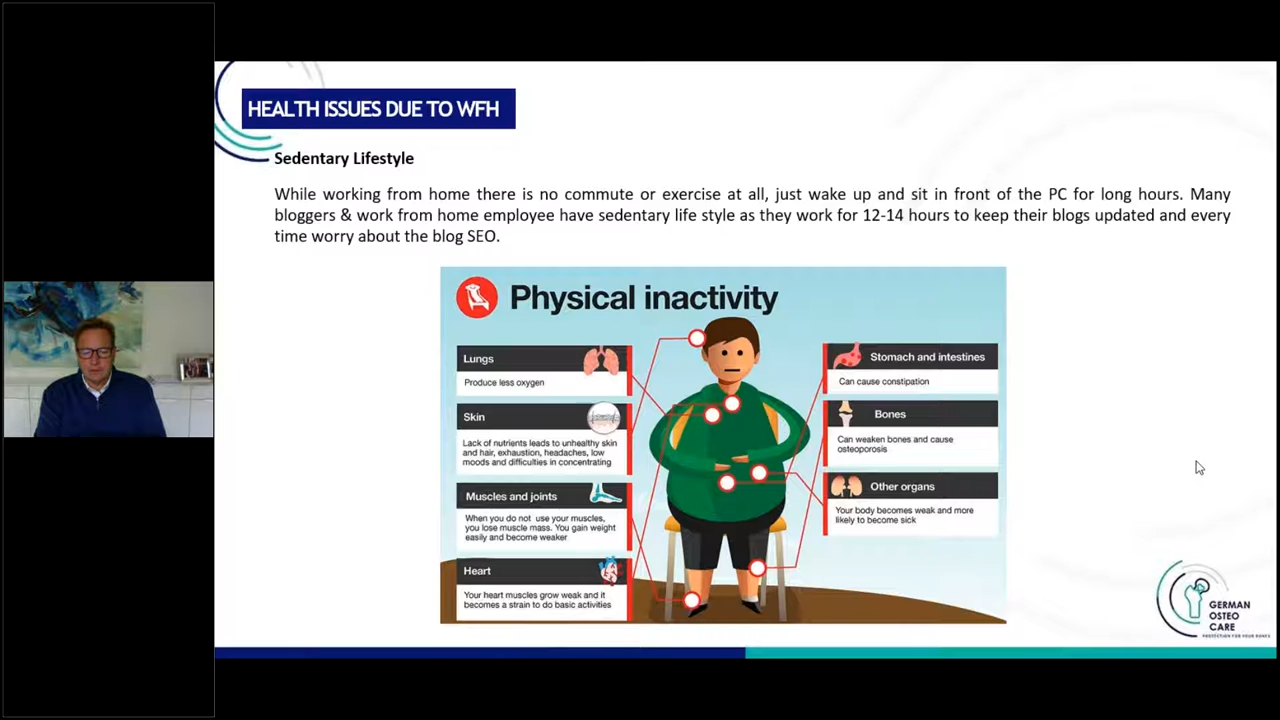 HEALTH ISSUES DUE TO WFH
Sedentary Lifestyle
While working from home there is no commute or exercise at all, just wake up and sit in front of the PC for long hours. Many
bloggers & work from home employee have sedentary life style as they work for 12-14 hours to keep their blogs updated and every
time worry about the blog SEO.
Physical inactivity
Lungs
Produce less oxygen
Skin
Lack of nutrients leads to unhealthy skin
and hair, exhaustion, headaches, low
moods and difficulties in concentrating
Muscles and joints
When you do not use your muscles,
you lose muscle mass. You gain weight
easily and become weaker
Heart
Your heart muscles grow weak and it
becomes a strain to do basic activities
Stomach and intestines
Can cause constipation
Bones
Can weaken bones and cause
osteoporosis
Other organs
Your body becomes weak and more
likely to become sick
GERMAN
OSTEO
CARE
PROTECTION FOR YOUR BONES